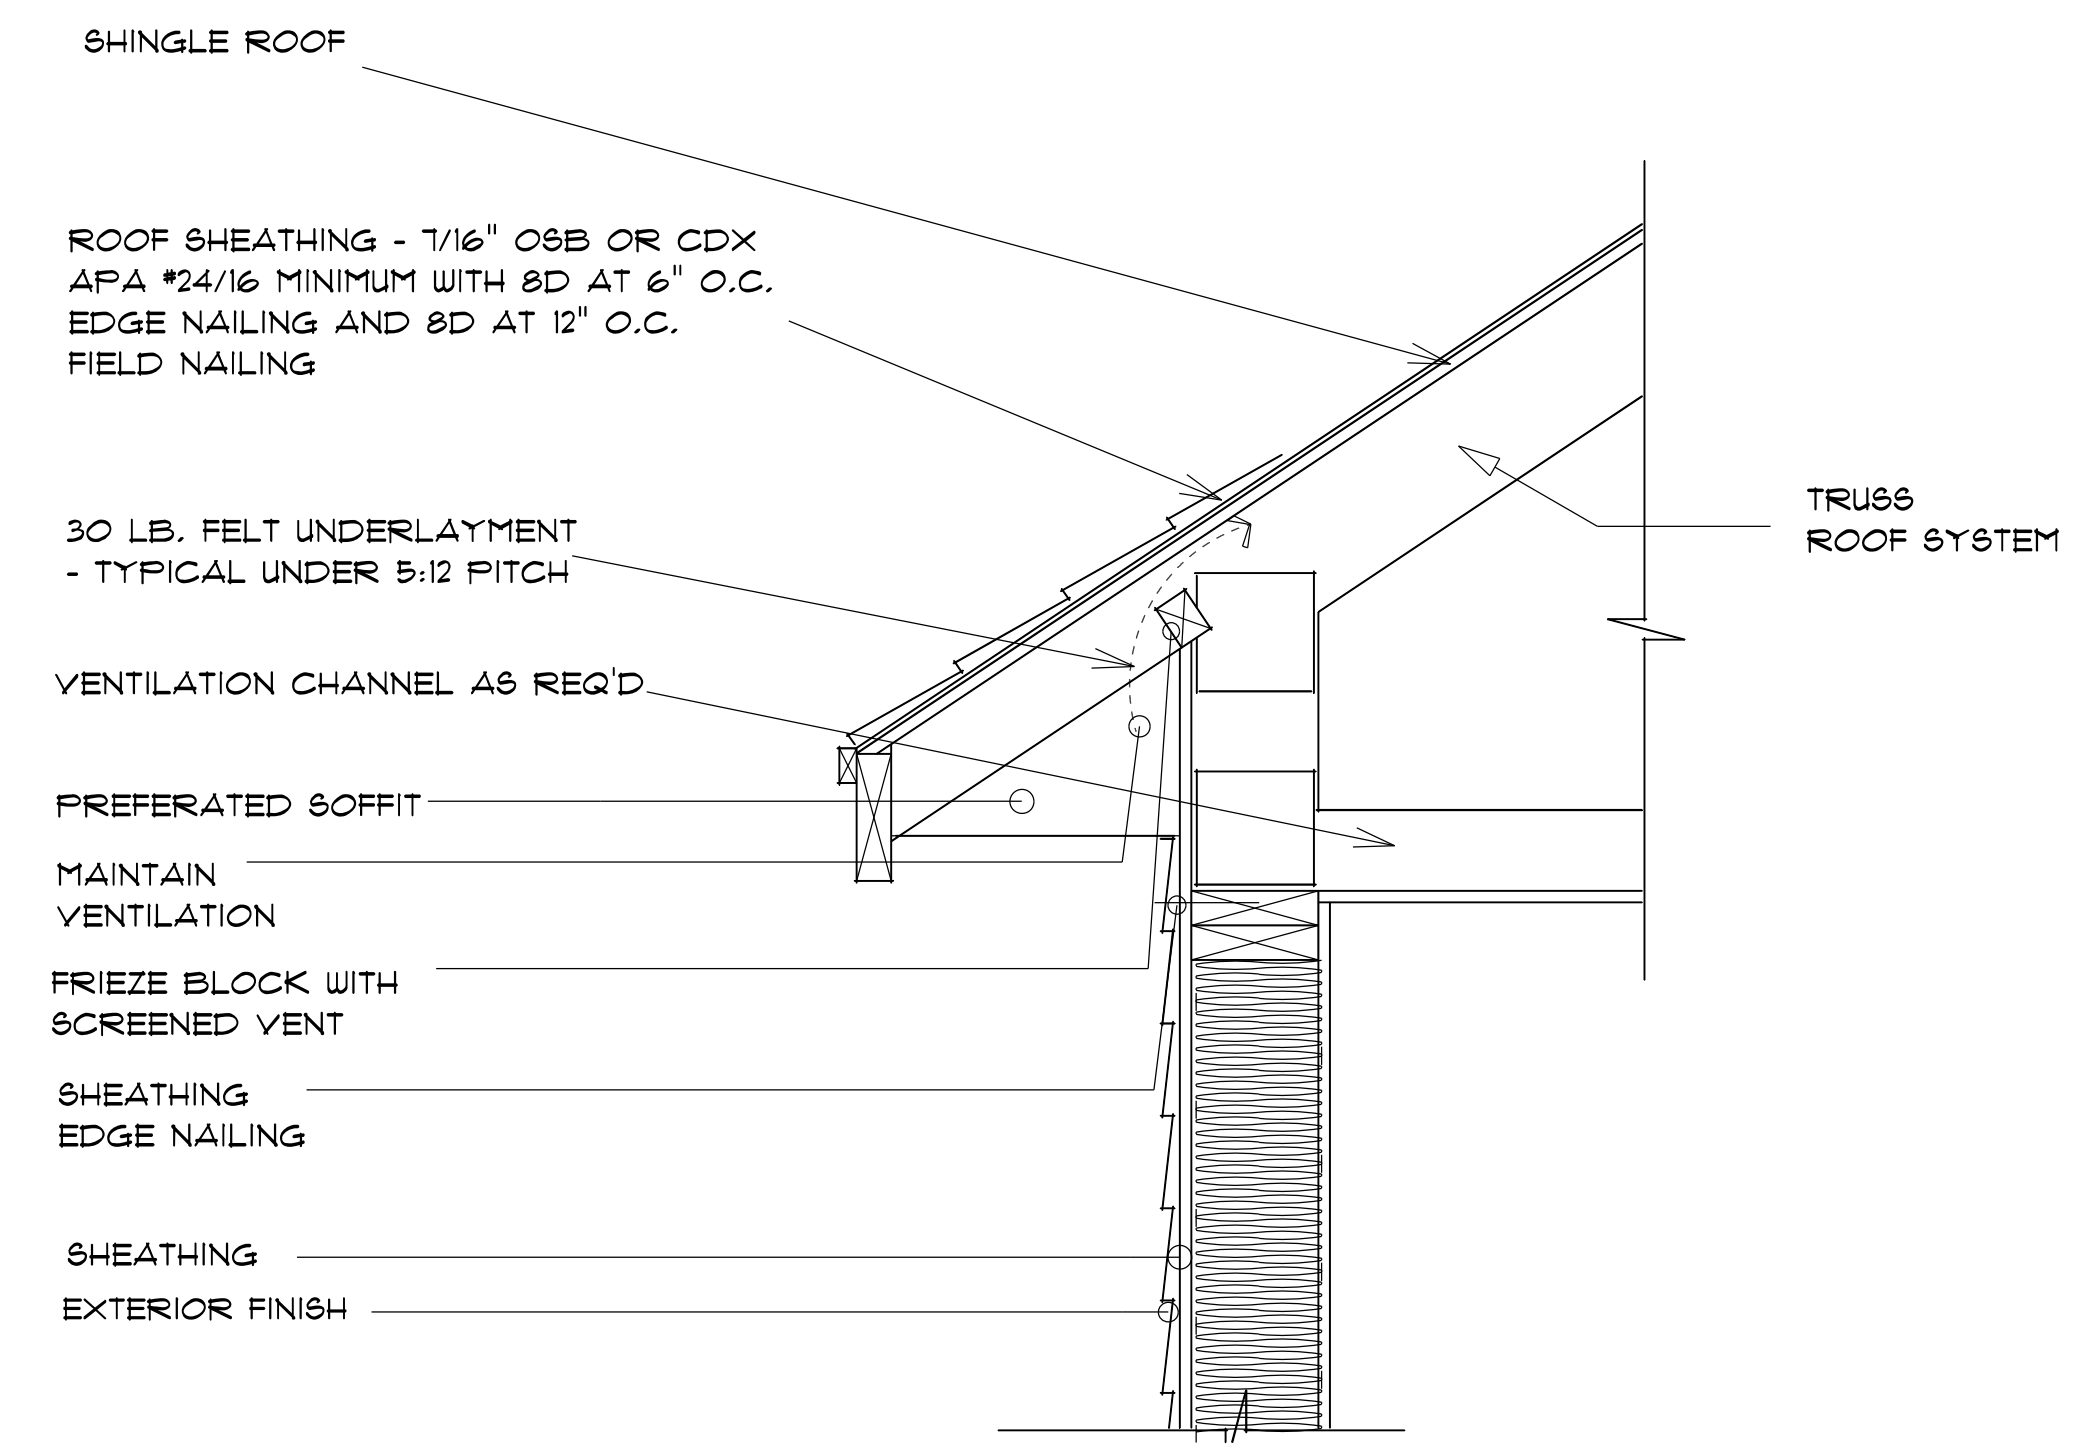 SHINGLE ROOF
ROOF SHEATHING - 7/16" OSB OR CDX
APA #24/16 MINIMUM WITH 8D AT 6" O.C.
EDGE NAILING AND 8D AT 12" O.C.
FIELD NAILING
30 LB. FELT UNDERLAYMENT
- TYPICAL UNDER 5:12 PITCH
TRUSS
ROOF SYSTEM
VENTILATION CHANNEL AS REQ'D
PREFERATED SOFFIT
MAINTAIN
VENTILATION
FRIEZE BLOCK WITH
SCREENED VENT
SHEATHING
EDGE NAILING
SHEATHING
EXTERIOR FINISH